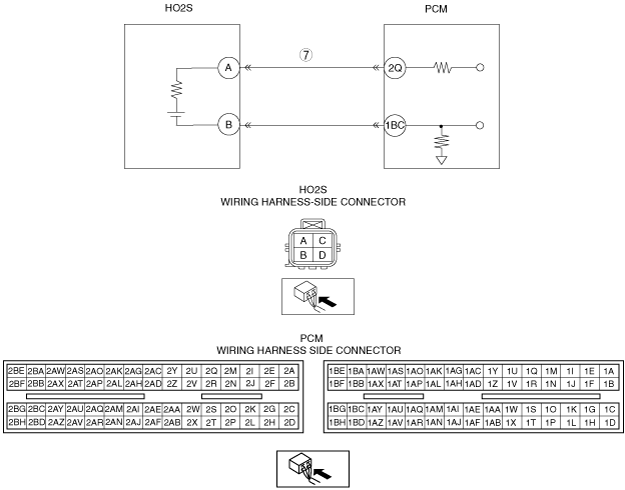 HO2S PCM
A ⑦ 2Q
B 1BC
HO2S
WIRING HARNESS-SIDE CONNECTOR
A C
B D
PCM
WIRING HARNESS SIDE CONNECTOR
2BE 2BA 2AW 2AS 2AO 2AK 2AG 2AC 2Y 2U 2Q 2M 2I 2E 2A 1BE 1BA 1AW 1AS 1AO 1AK 1AG 1AC 1Y 1U 1Q 1M 1I 1E 1A
2BF 2BB 2AX 2AT 2AP 2AL 2AH 2AD 2Z 2V 2R 2N 2J 2F 2B 1BF 1BB 1AX 1AT 1AP 1AL 1AH 1AD 1Z 1V 1R 1N 1J 1F 1B
2BG 2BC 2AY 2AU 2AQ 2AM 2AI 2AE 2AA 2W 2S 2O 2K 2G 2C 1BG 1BC 1AY 1AU 1AQ 1AM 1AI 1AE 1AA 1W 1S 1O 1K 1G 1C
2BH 2BD 2AZ 2AV 2AR 2AN 2AJ 2AF 2AB 2X 2T 2P 2L 2H 2D 1BH 1BD 1AZ 1AV 1AR 1AN 1AJ 1AF 1AB 1X 1T 1P 1L 1H 1D